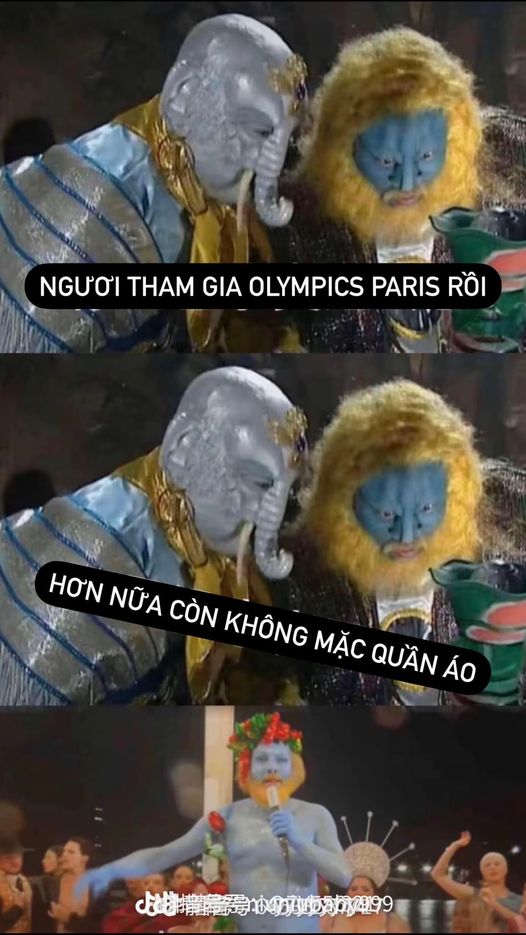 NGƯƠI THAM GIA OLYMPICS PARIS RỒI
HƠN NỮA CÒN KHÔNG MẶC QUẦN ÁO